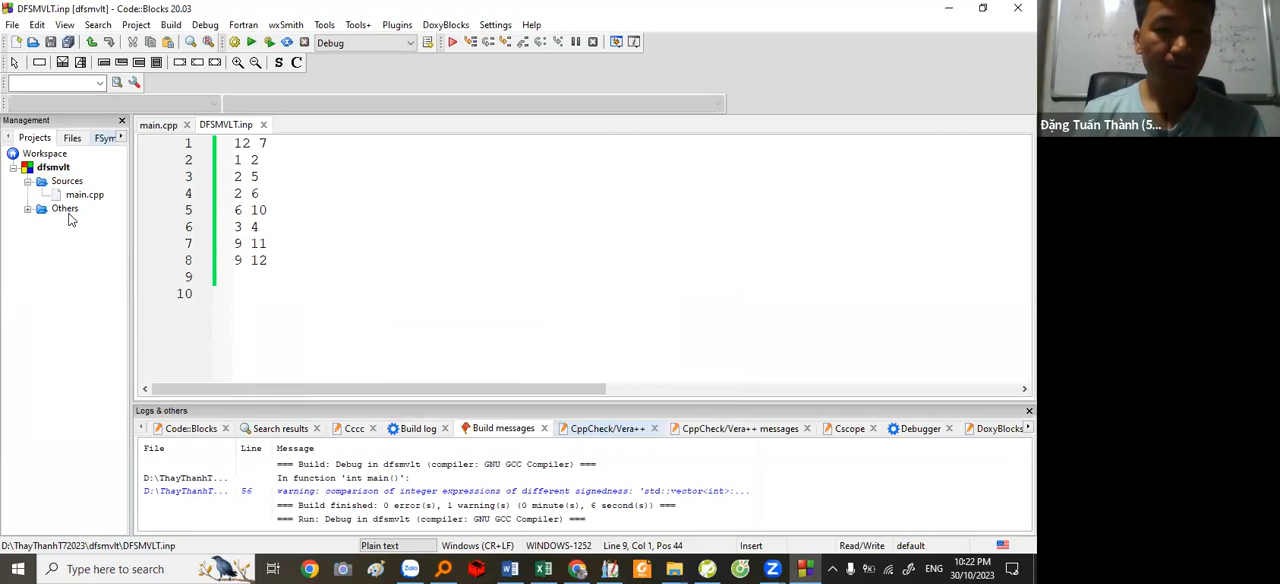 DFSMVLT.inp [dfsmvlt] - Code::Blocks 20.03
File Edit View Search Project Build Debug Fortran wxSmith Tools Tools+ Plugins DoxyBlocks Settings Help
Debug
S C
Management
main.cpp DFSMVLT.inp
Projects Files FSym
Workspace
dfsmvlt
Sources
main.cpp
Others
1 12 7
2 1 2
3 2 5
4 2 6
5 6 10
6 3 4
7 9 11
8 9 12
9
10
Đặng Tuấn Thành (5...
Logs & others
Code::Blocks Search results Cccc Build log Build messages CppCheck/Vera++ CppCheck/Vera++ messages Cscope Debugger DoxyBlocks
File Line Message
=== Build: Debug in dfsmvlt (compiler: GNU GCC Compiler) ===
D:\ThayThanhT... In function 'int main()':
D:\ThayThanhT... 56 warning: comparison of integer expressions of different signedness: 'std::vector<int>:...
=== Build finished: 0 error(s), 1 warning(s) (0 minute(s), 6 second(s)) ===
=== Run: Debug in dfsmvlt (compiler: GNU GCC Compiler) ===
D:\ThayThanhT72023\dfsmvlt\DFSMVLT.inp Plain text Windows (CR+LF) WINDOWS-1252 Line 9, Col 1, Pos 44 Insert Read/Write default
Type here to search
Zalo
ENG
10:22 PM
30/10/2023